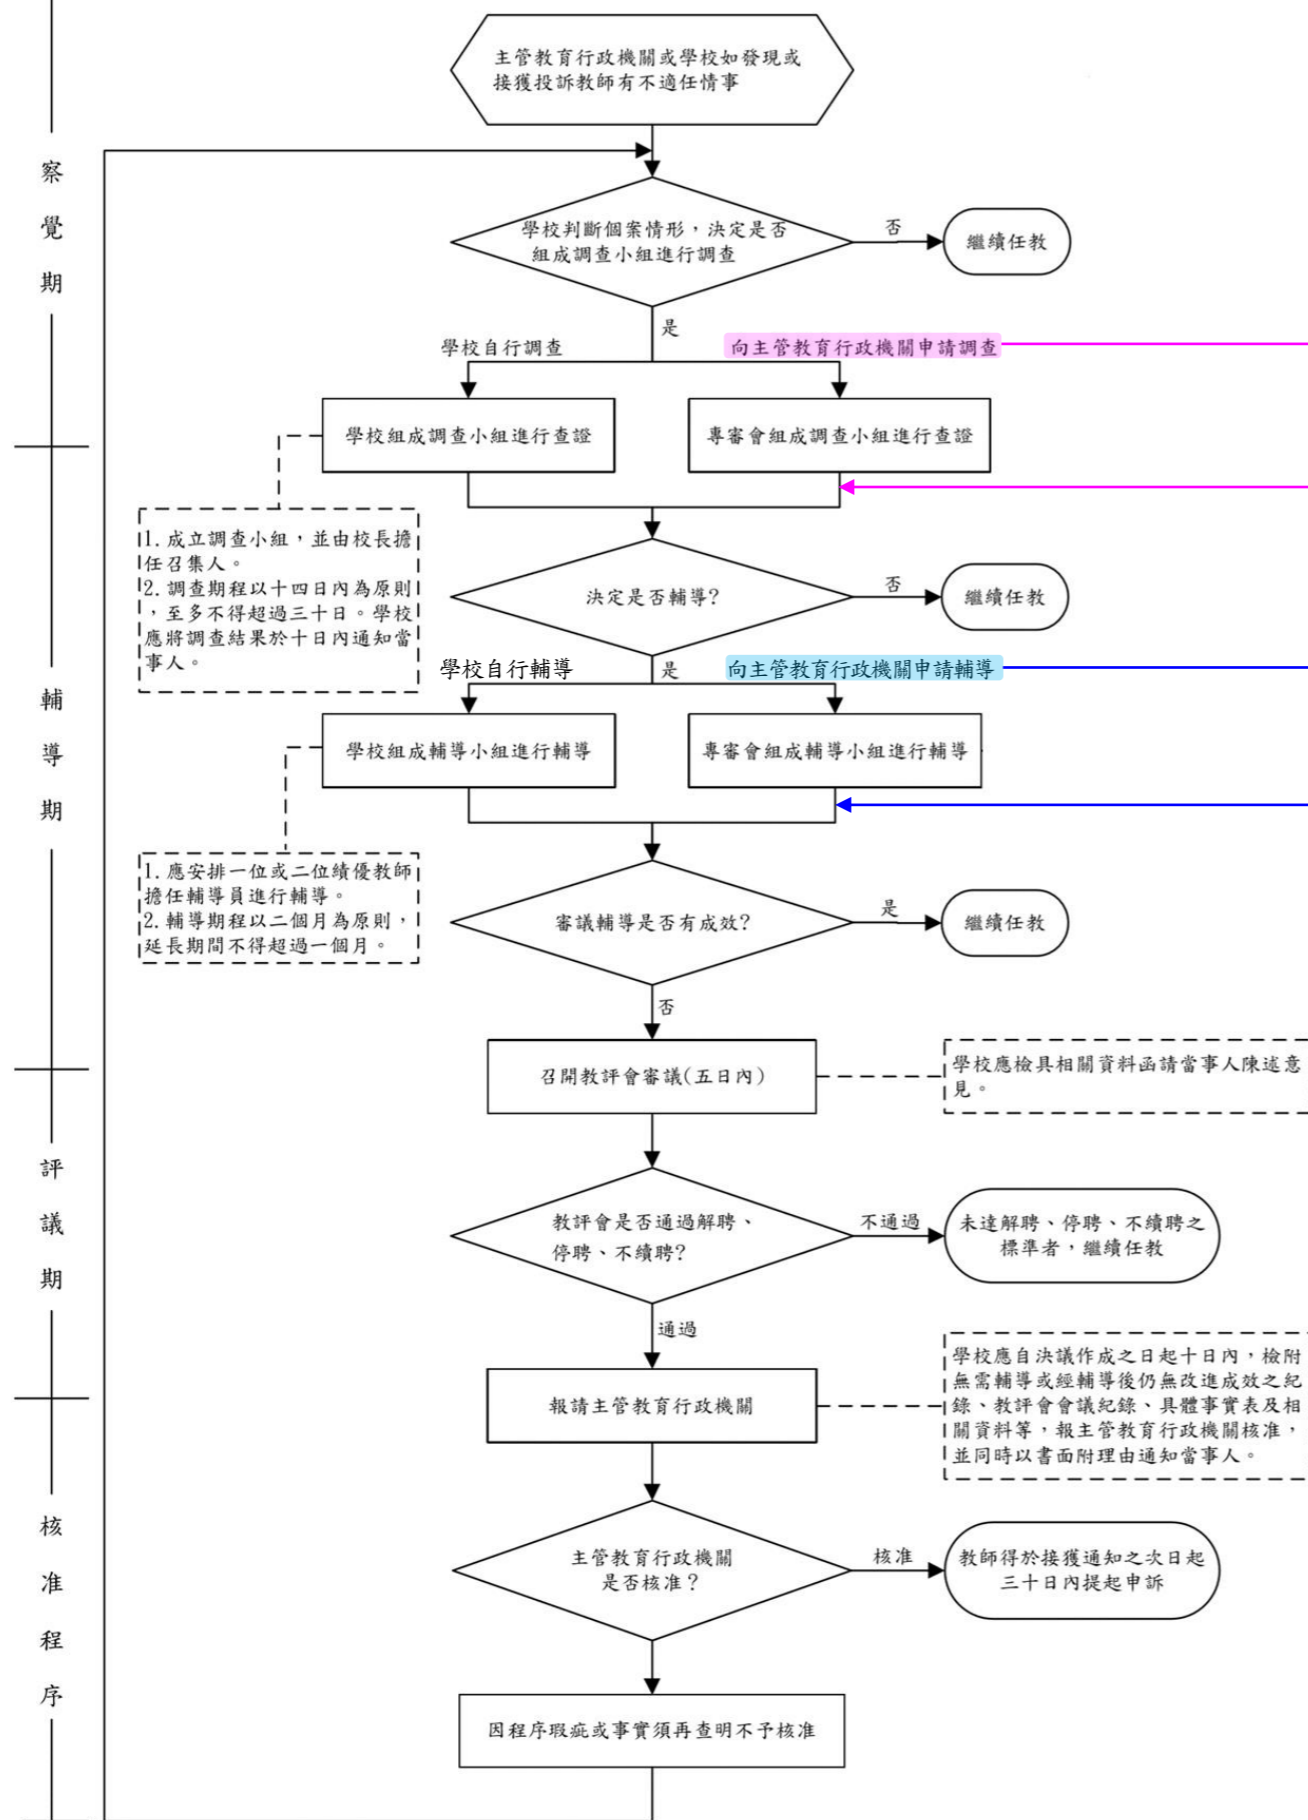 主管教育行政機關或學校如發現或
接獲投訴教師有不適任情事
察
覺
期
學校判斷個案情形，決定是否
組成調查小組進行調查
否
繼續任教
是
學校自行調查
向主管教育行政機關申請調查
學校組成調查小組進行查證
專審會組成調查小組進行查證
1. 成立調查小組，並由校長擔
任召集人。
2. 調查期程以十四日內為原則
，至多不得超過三十日。學校
應將調查結果於十日內通知當
事人。
決定是否輔導?
否
繼續任教
輔
導
期
學校自行輔導
是
向主管教育行政機關申請輔導
學校組成輔導小組進行輔導
專審會組成輔導小組進行輔導
1. 應安排一位或二位績優教師
擔任輔導員進行輔導。
2. 輔導期程以二個月為原則，
延長期間不得超過一個月。
審議輔導是否有成效?
是
繼續任教
否
召開教評會審議(五日內)
學校應檢具相關資料函請當事人陳述意
見。
評
議
期
教評會是否通過解聘、
停聘、不續聘?
不通過
未達解聘、停聘、不續聘之
標準者，繼續任教
通過
報請主管教育行政機關
學校應自決議作成之日起十日內，檢附
無需輔導或經輔導後仍無改進成效之紀
錄、教評會會議紀錄、具體事實表及相
關資料等，報主管教育行政機關核准，
並同時以書面附理由通知當事人。
核
准
程
序
主管教育行政機關
是否核准？
核准
教師得於接獲通知之次日起
三十日內提起申訴
因程序瑕疵或事實須再查明不予核准